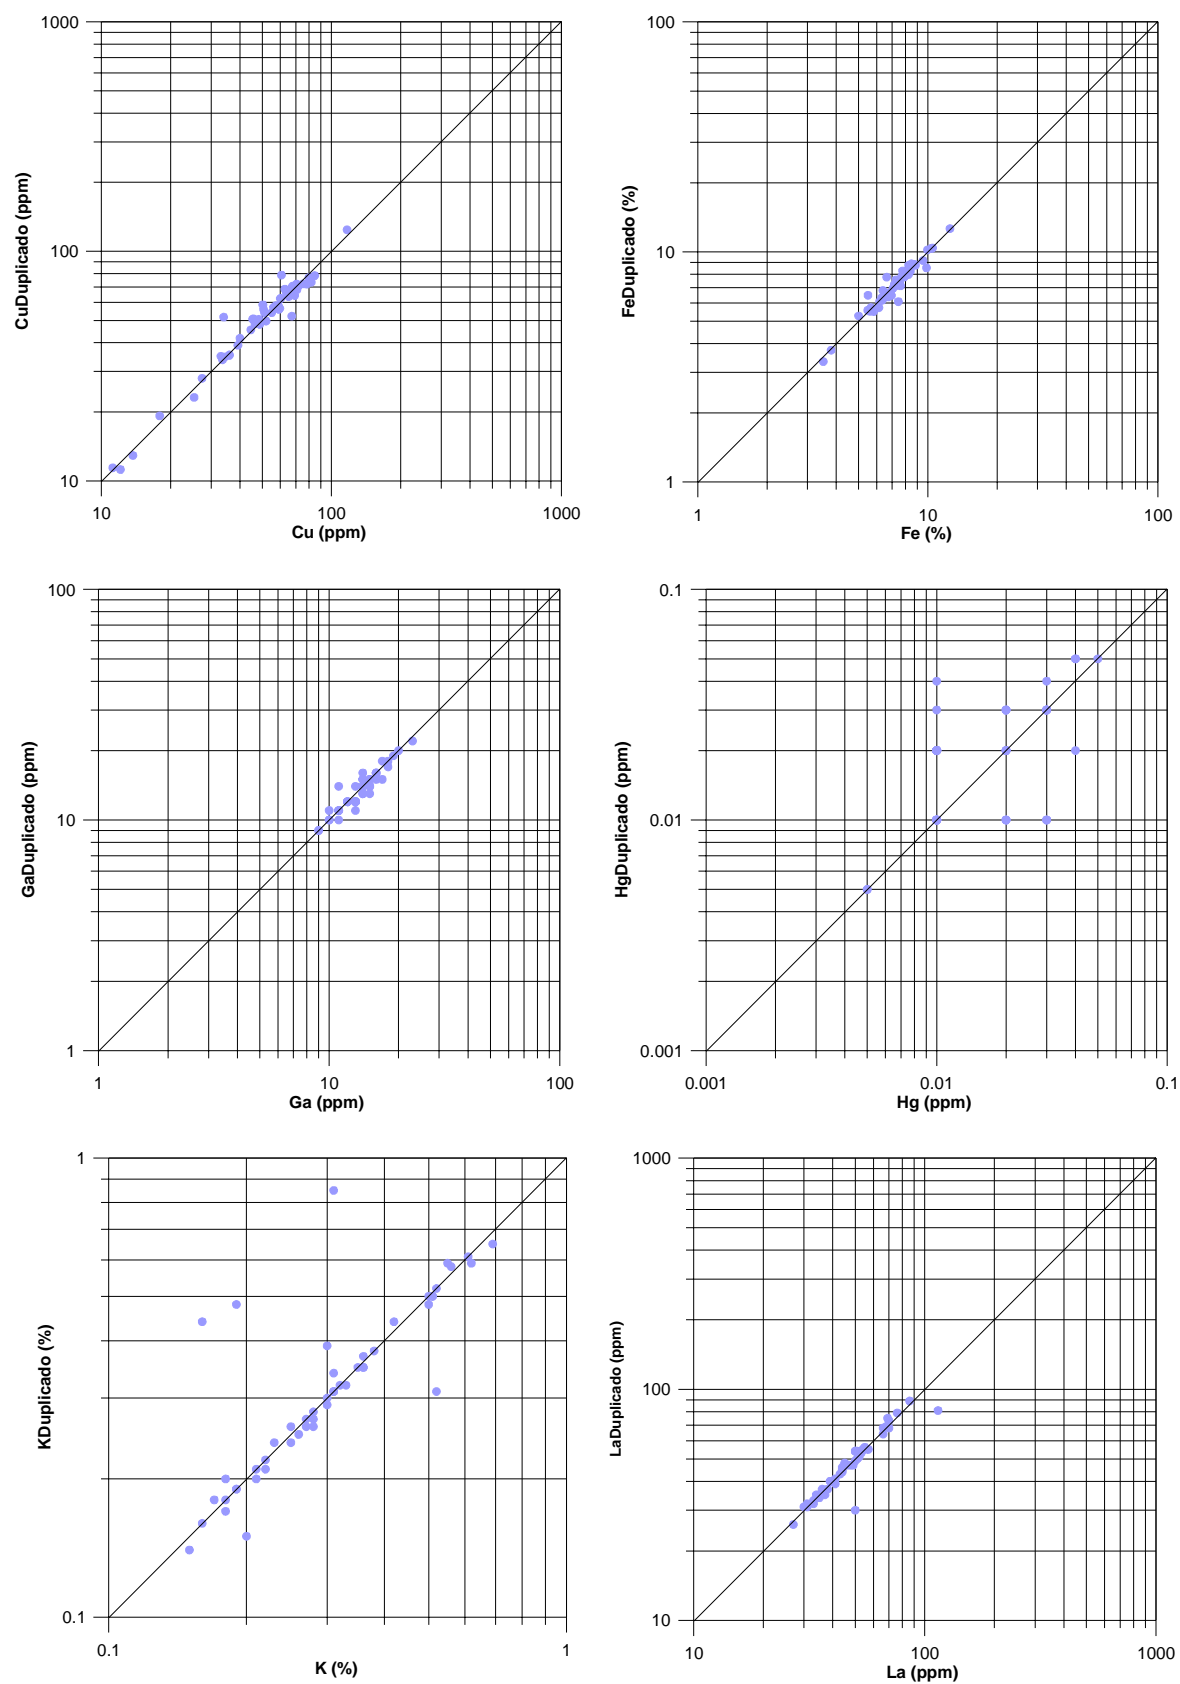 1000
100
10
CuDuplicado (ppm)
10
100
1000
Cu (ppm)
100
10
1
FeDuplicado (%)
1
10
100
Fe (%)
100
10
1
GaDuplicado (ppm)
1
10
100
Ga (ppm)
0.1
0.01
0.001
HgDuplicado (ppm)
0.001
0.01
0.1
Hg (ppm)
1
0.1
KDuplicado (%)
0.1
1
K (%)
1000
100
10
LaDuplicado (ppm)
10
100
1000
La (ppm)